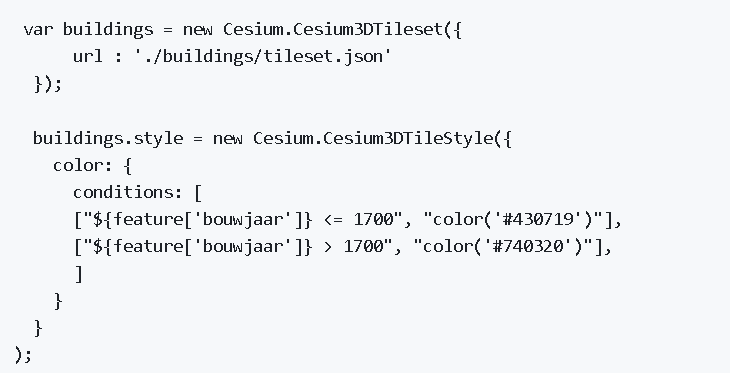 var buildings = new Cesium.Cesium3DTileset({
url : './buildings/tileset.json'
});
buildings.style = new Cesium.Cesium3DTileStyle({
color: {
conditions: [
["${feature['bouwjaar']} <= 1700", "color('#430719')"],
["${feature['bouwjaar']} > 1700", "color('#740320')"],
]
}
}
);